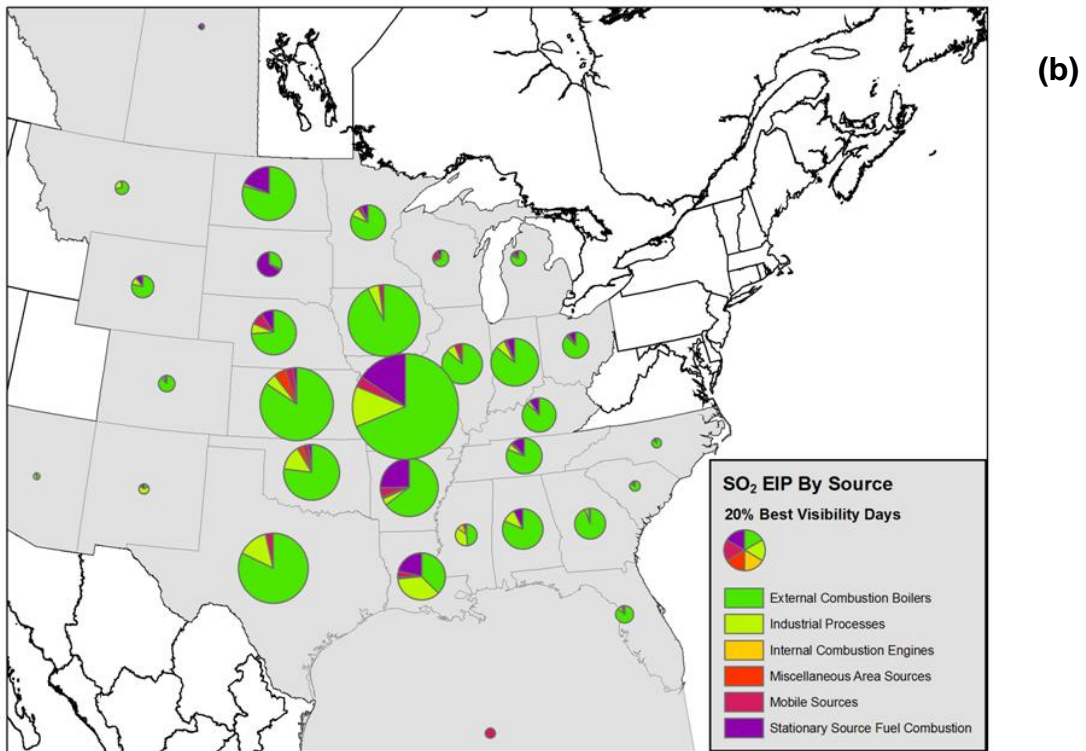 (b)
SO₂ EIP By Source
20% Best Visibility Days
External Combustion Boilers
Industrial Processes
Internal Combustion Engines
Miscellaneous Area Sources
Mobile Sources
Stationary Source Fuel Combustion